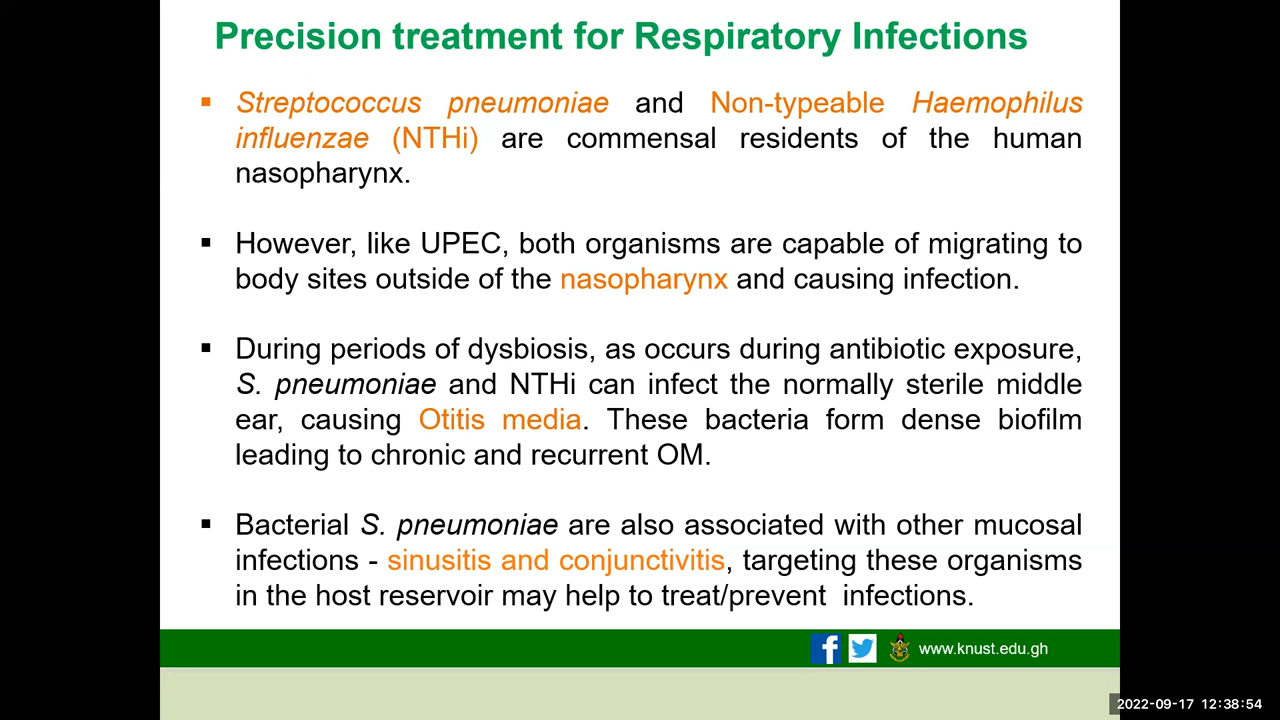 Precision treatment for Respiratory Infections
▪ Streptococcus pneumoniae and Non-typeable Haemophilus
influenzae (NTHi) are commensal residents of the human
nasopharynx.
▪ However, like UPEC, both organisms are capable of migrating to
body sites outside of the nasopharynx and causing infection.
▪ During periods of dysbiosis, as occurs during antibiotic exposure,
S. pneumoniae and NTHi can infect the normally sterile middle
ear, causing Otitis media. These bacteria form dense biofilm
leading to chronic and recurrent OM.
▪ Bacterial S. pneumoniae are also associated with other mucosal
infections - sinusitis and conjunctivitis, targeting these organisms
in the host reservoir may help to treat/prevent infections.
www.knust.edu.gh
2022-09-17 12:38:54